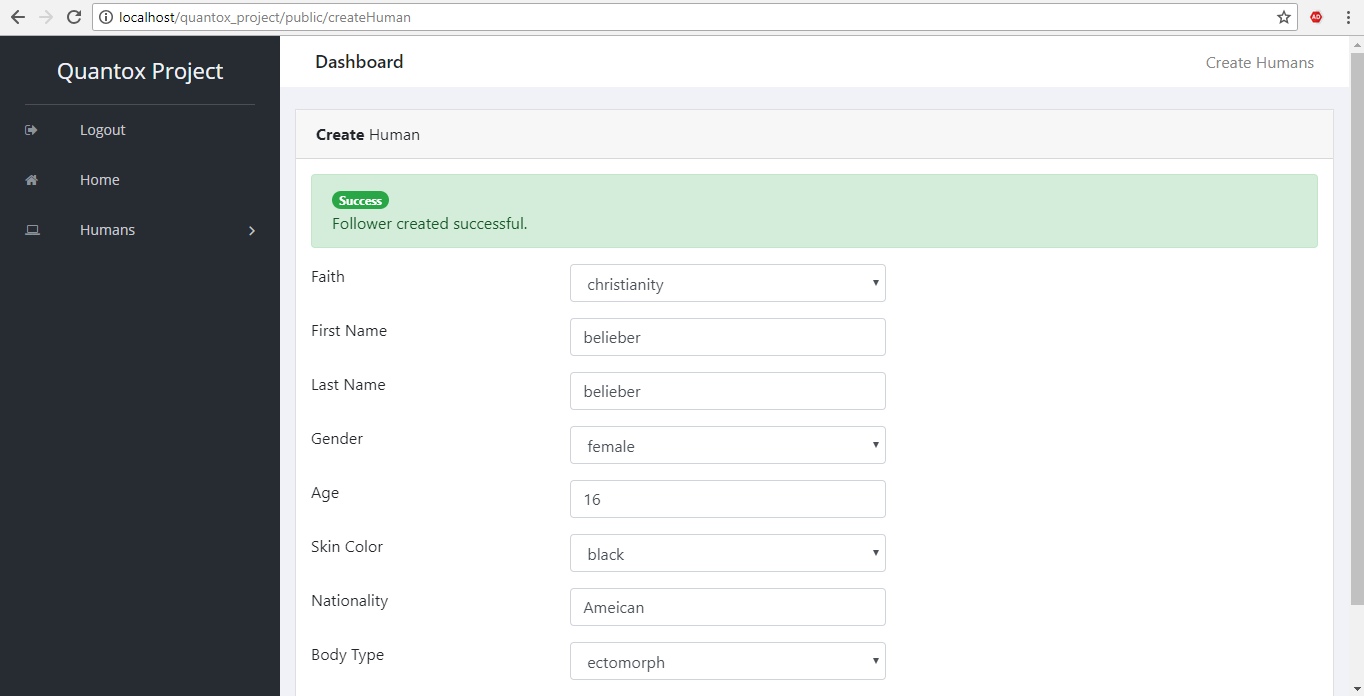 localhost/quantox_project/public/createHuman
Quantox Project
Dashboard
Create Humans
Logout
Home
Humans
Create Human
Success
Follower created successful.
Faith christianity
First Name belieber
Last Name belieber
Gender female
Age 16
Skin Color black
Nationality Ameican
Body Type ectomorph